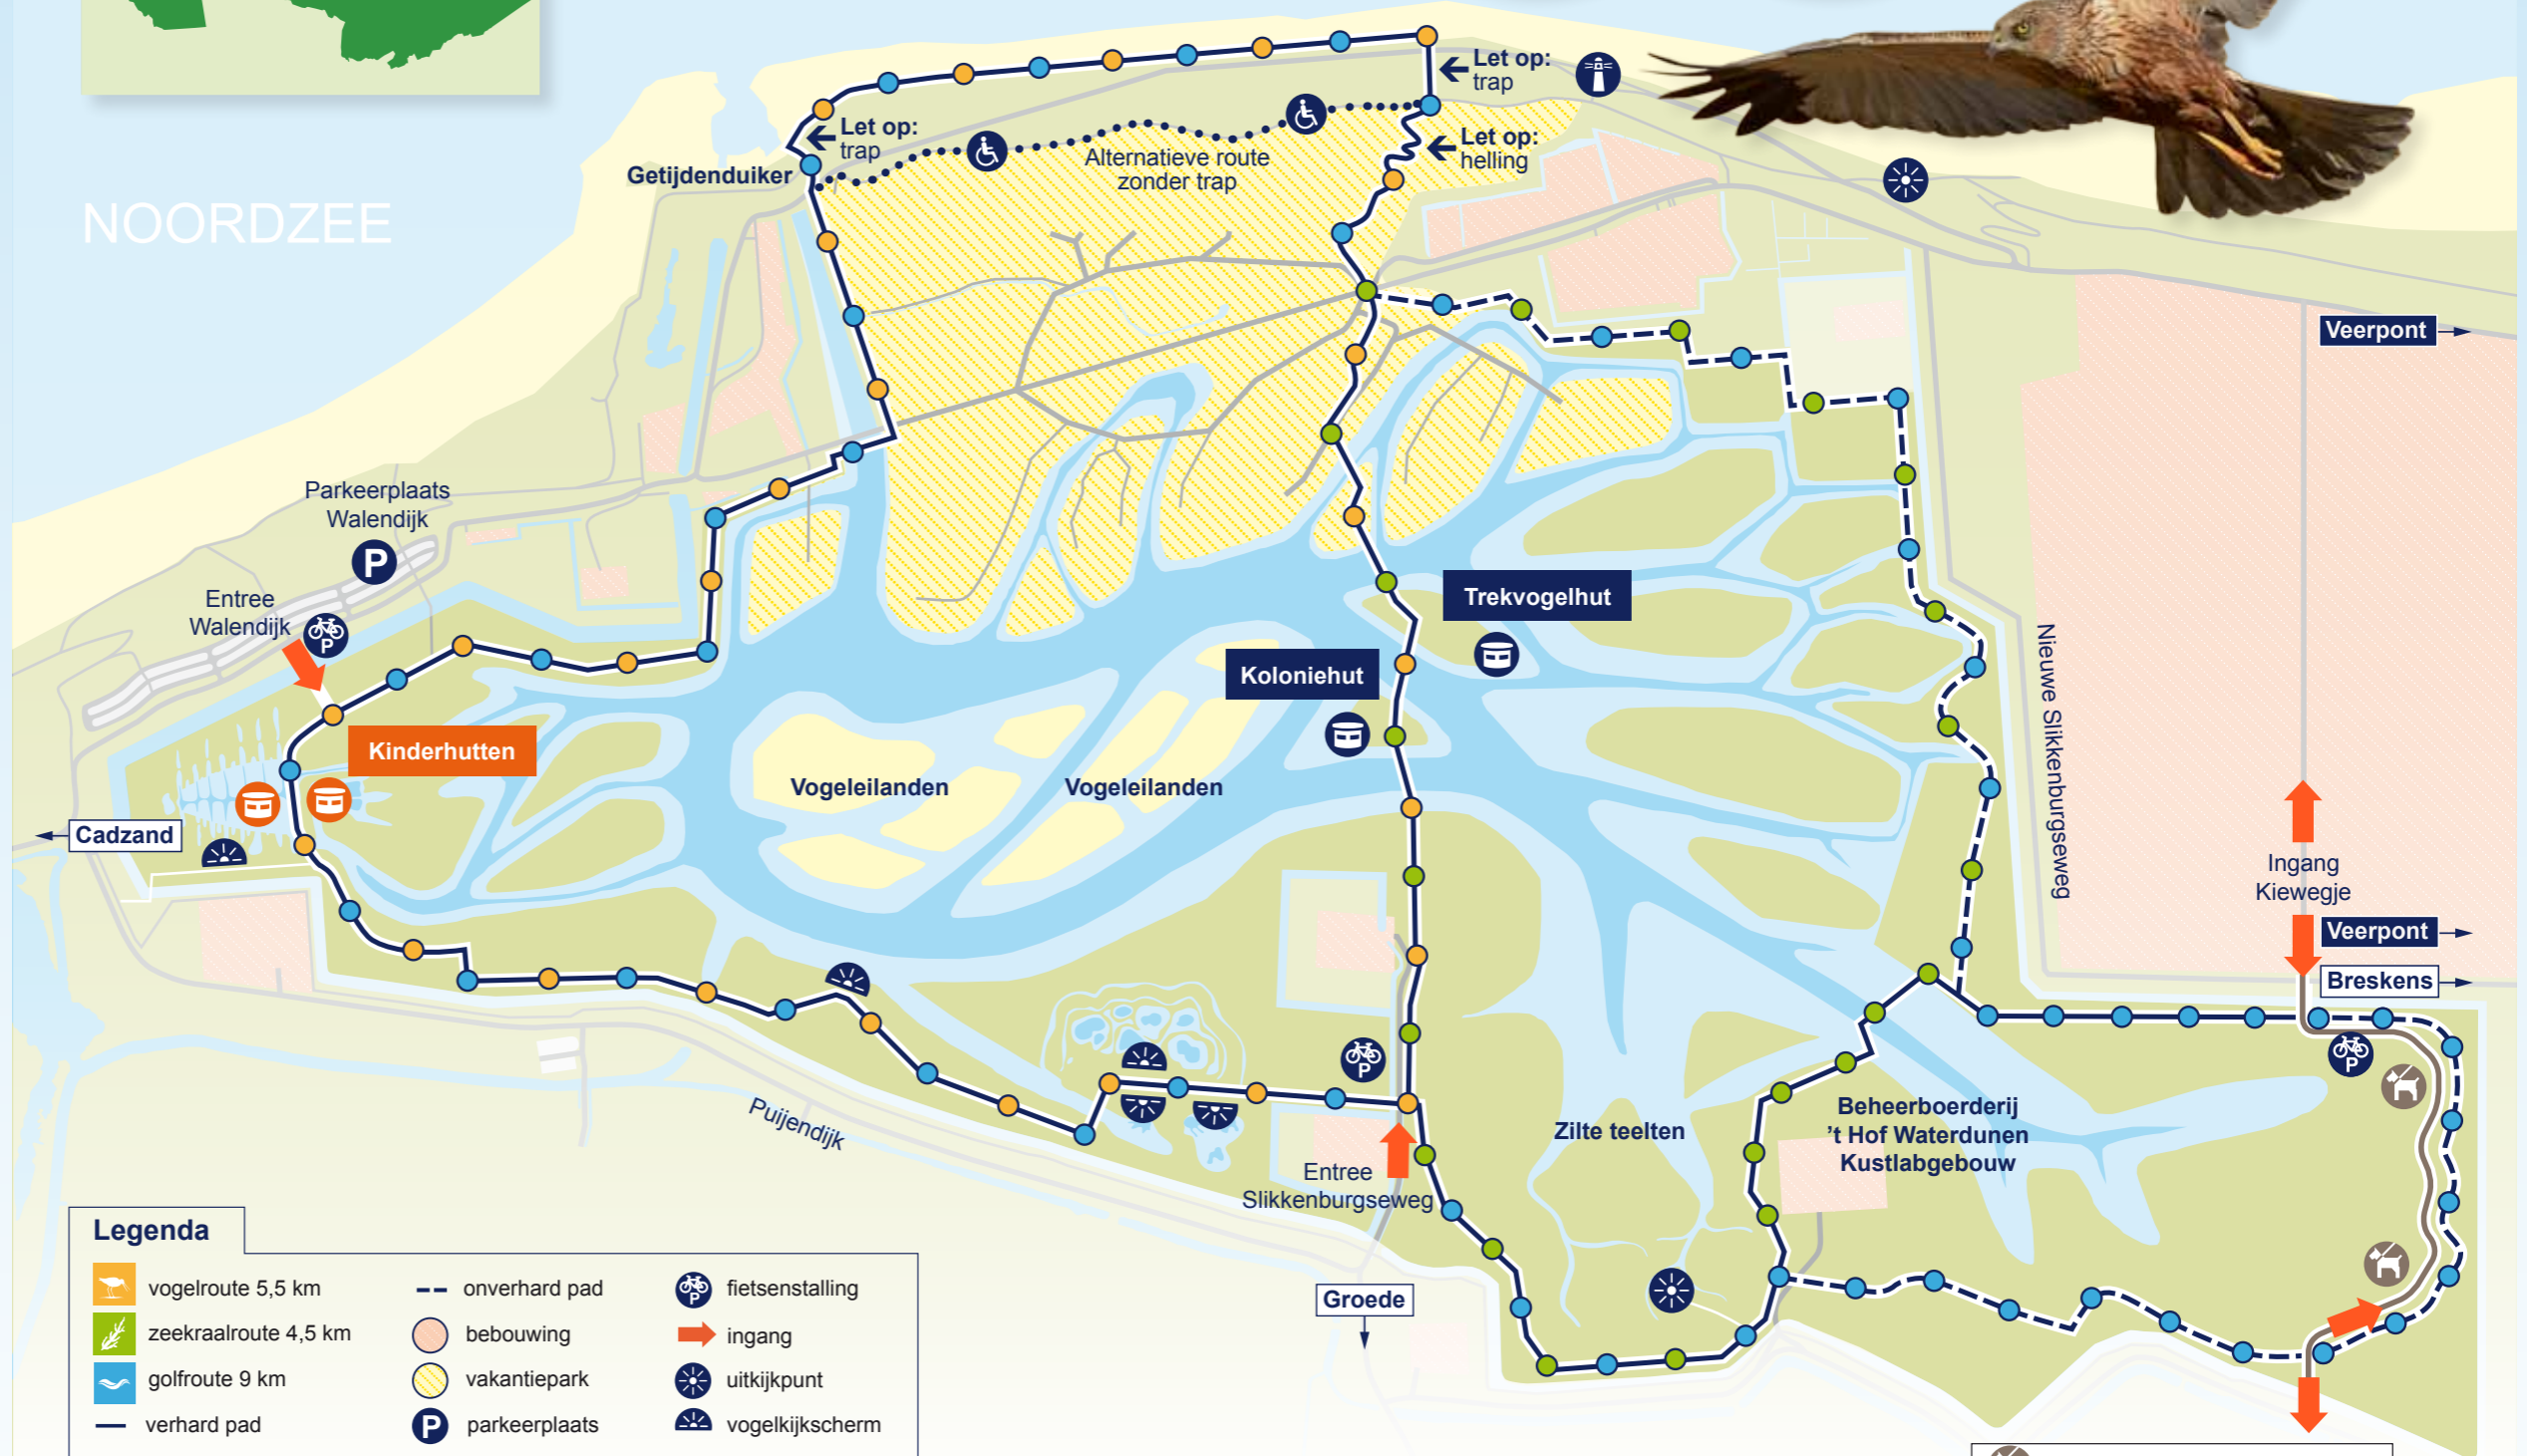 Let op:
trap
Let op:
trap
Let op:
helling
Alternatieve route
zonder trap
Getijdenduiker
NOORDZEE
Veerpont
Parkeerplaats
Walendijk
P
Entree
Walendijk
P
Trekvogelhut
Koloniehut
Nieuwe Slikkenburgseweg
Kinderhutten
Vogeleilanden
Vogeleilanden
Cadzand
Ingang
Kiewegje
Veerpont
Breskens
P
P
Puijendijk
Zilte teelten
Beheerboerderij
't Hof Waterdunen
Kustlabgebouw
Entree
Slikkenburgseweg
Groede
Legenda
vogelroute 5,5 km
zeekraalroute 4,5 km
golfroute 9 km
verhard pad
onverhard pad
bebouwing
vakantiepark
P parkeerplaats
P fietsenstalling
ingang
uitkijkpunt
vogelkijkscherm